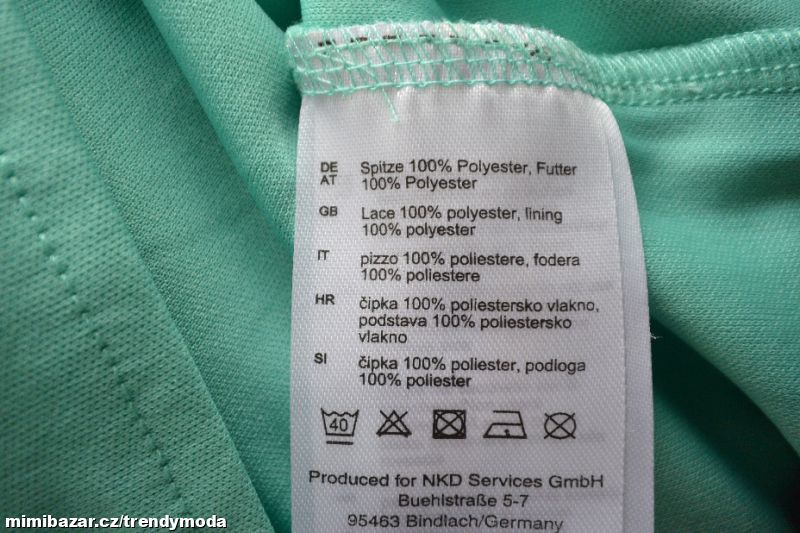 DE Spitze 100% Polyester, Futter
AT 100% Polyester
GB Lace 100% polyester, lining
100% polyester
IT pizzo 100% poliestere, fodera
100% poliestere
HR čipka 100% poliestersko vlakno,
podstava 100% poliestersko
vlakno
SI čipka 100% poliester, podloga
100% poliester
40
Produced for NKD Services GmbH
Buehlstraße 5-7
95463 Bindlach/Germany
mimibazar.cz/trendymoda